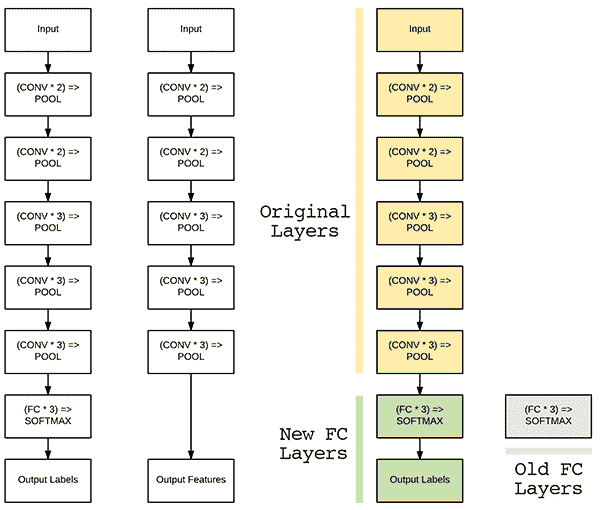 Input
(CONV * 2) =>
POOL
(CONV * 2) =>
POOL
(CONV * 3) =>
POOL
(CONV * 3) =>
POOL
(CONV * 3) =>
POOL
(FC * 3) =>
SOFTMAX
Output Labels
Input
(CONV * 2) =>
POOL
(CONV * 2) =>
POOL
(CONV * 3) =>
POOL
(CONV * 3) =>
POOL
(CONV * 3) =>
POOL
Output Features
Original
Layers
Input
(CONV * 2) =>
POOL
(CONV * 2) =>
POOL
(CONV * 3) =>
POOL
(CONV * 3) =>
POOL
(CONV * 3) =>
POOL
New FC
Layers
(FC * 3) =>
SOFTMAX
Output Labels
(FC * 3) =>
SOFTMAX
Old FC
Layers